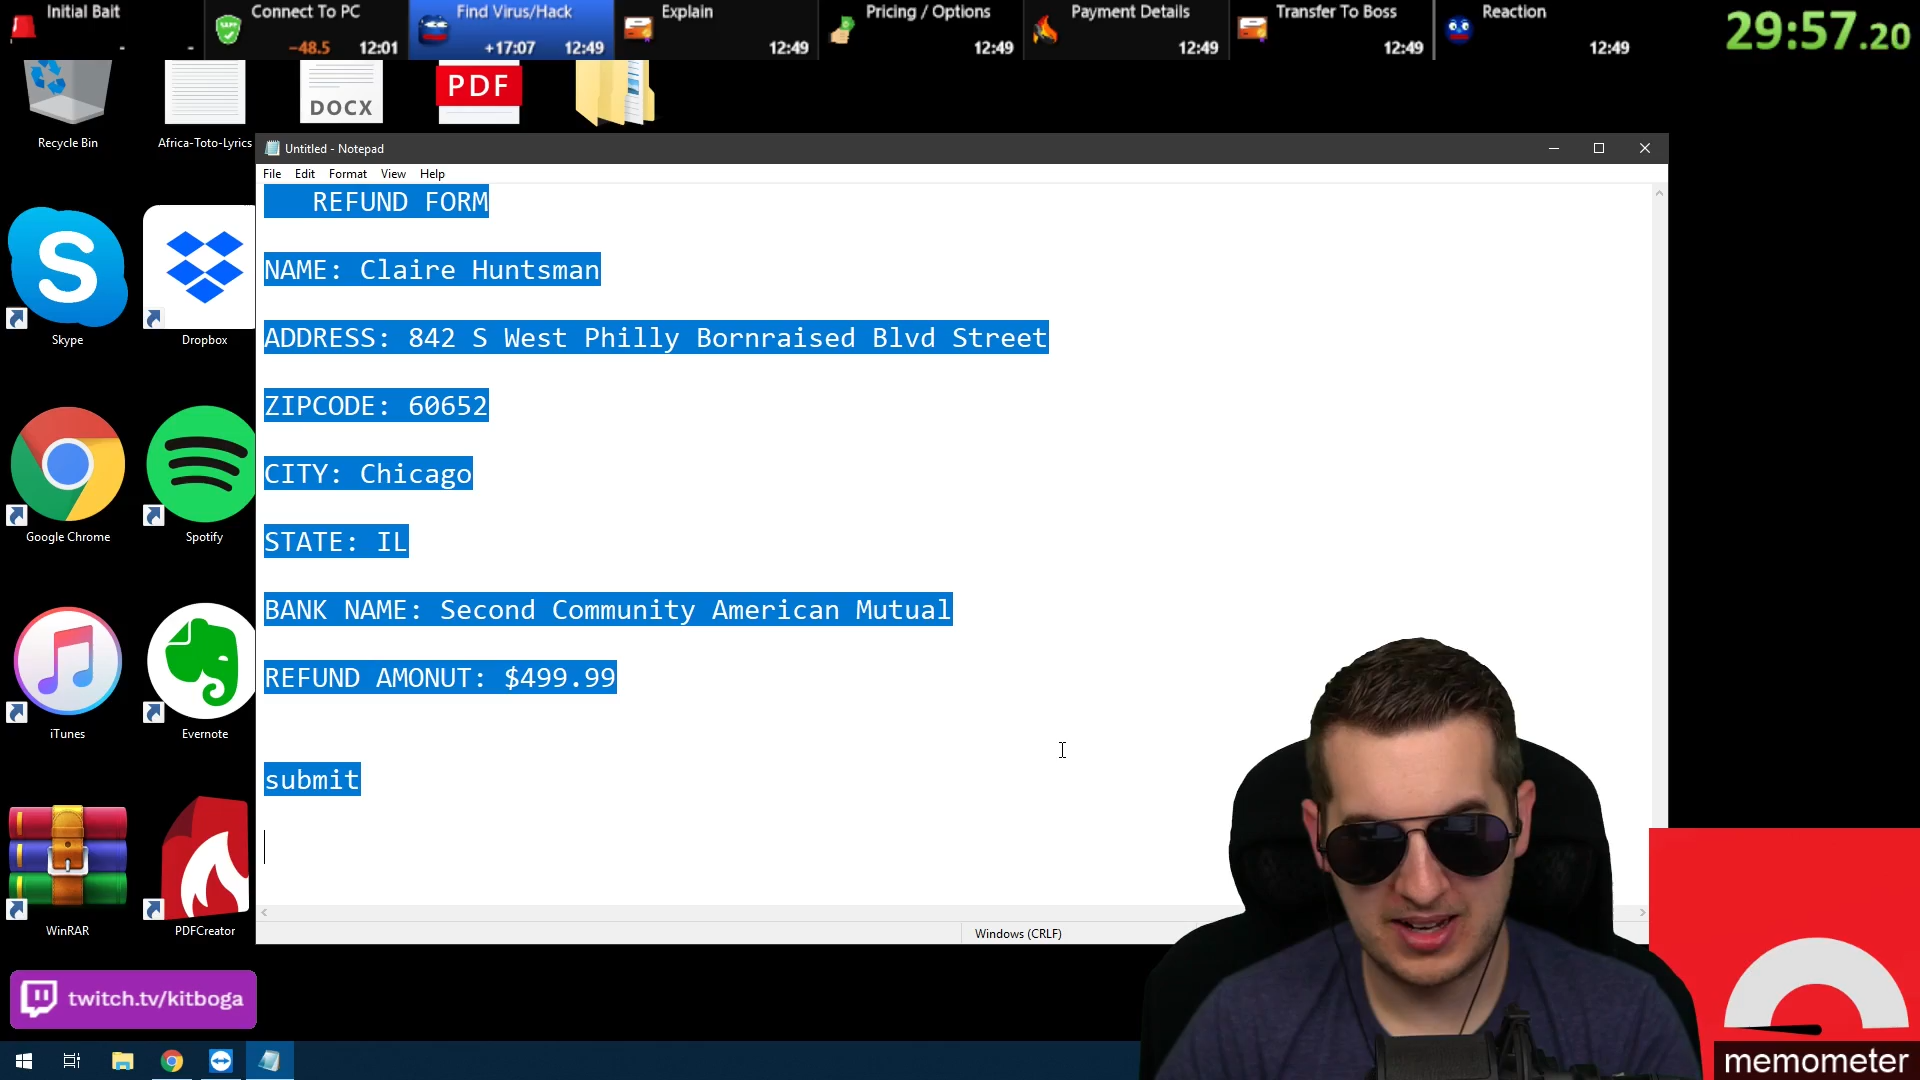 Initial Bait
-
-
Connect To PC
-48.5
12:01
Find Virus/Hack
+17:07
12:49
Explain
12:49
Pricing / Options
12:49
Payment Details
12:49
Transfer To Boss
12:49
Reaction
12:49
29:57.20
DOCX
PDF
Recycle Bin
Africa-Toto-Lyrics
Untitled - Notepad
File Edit Format View Help
REFUND FORM
NAME: Claire Huntsman
ADDRESS: 842 S West Philly Bornraised Blvd Street
ZIPCODE: 60652
CITY: Chicago
STATE: IL
BANK NAME: Second Community American Mutual
REFUND AMONUT: $499.99
submit
Windows (CRLF)
Skype
Dropbox
Google Chrome
Spotify
iTunes
Evernote
WinRAR
PDFCreator
twitch.tv/kitboga
memometer